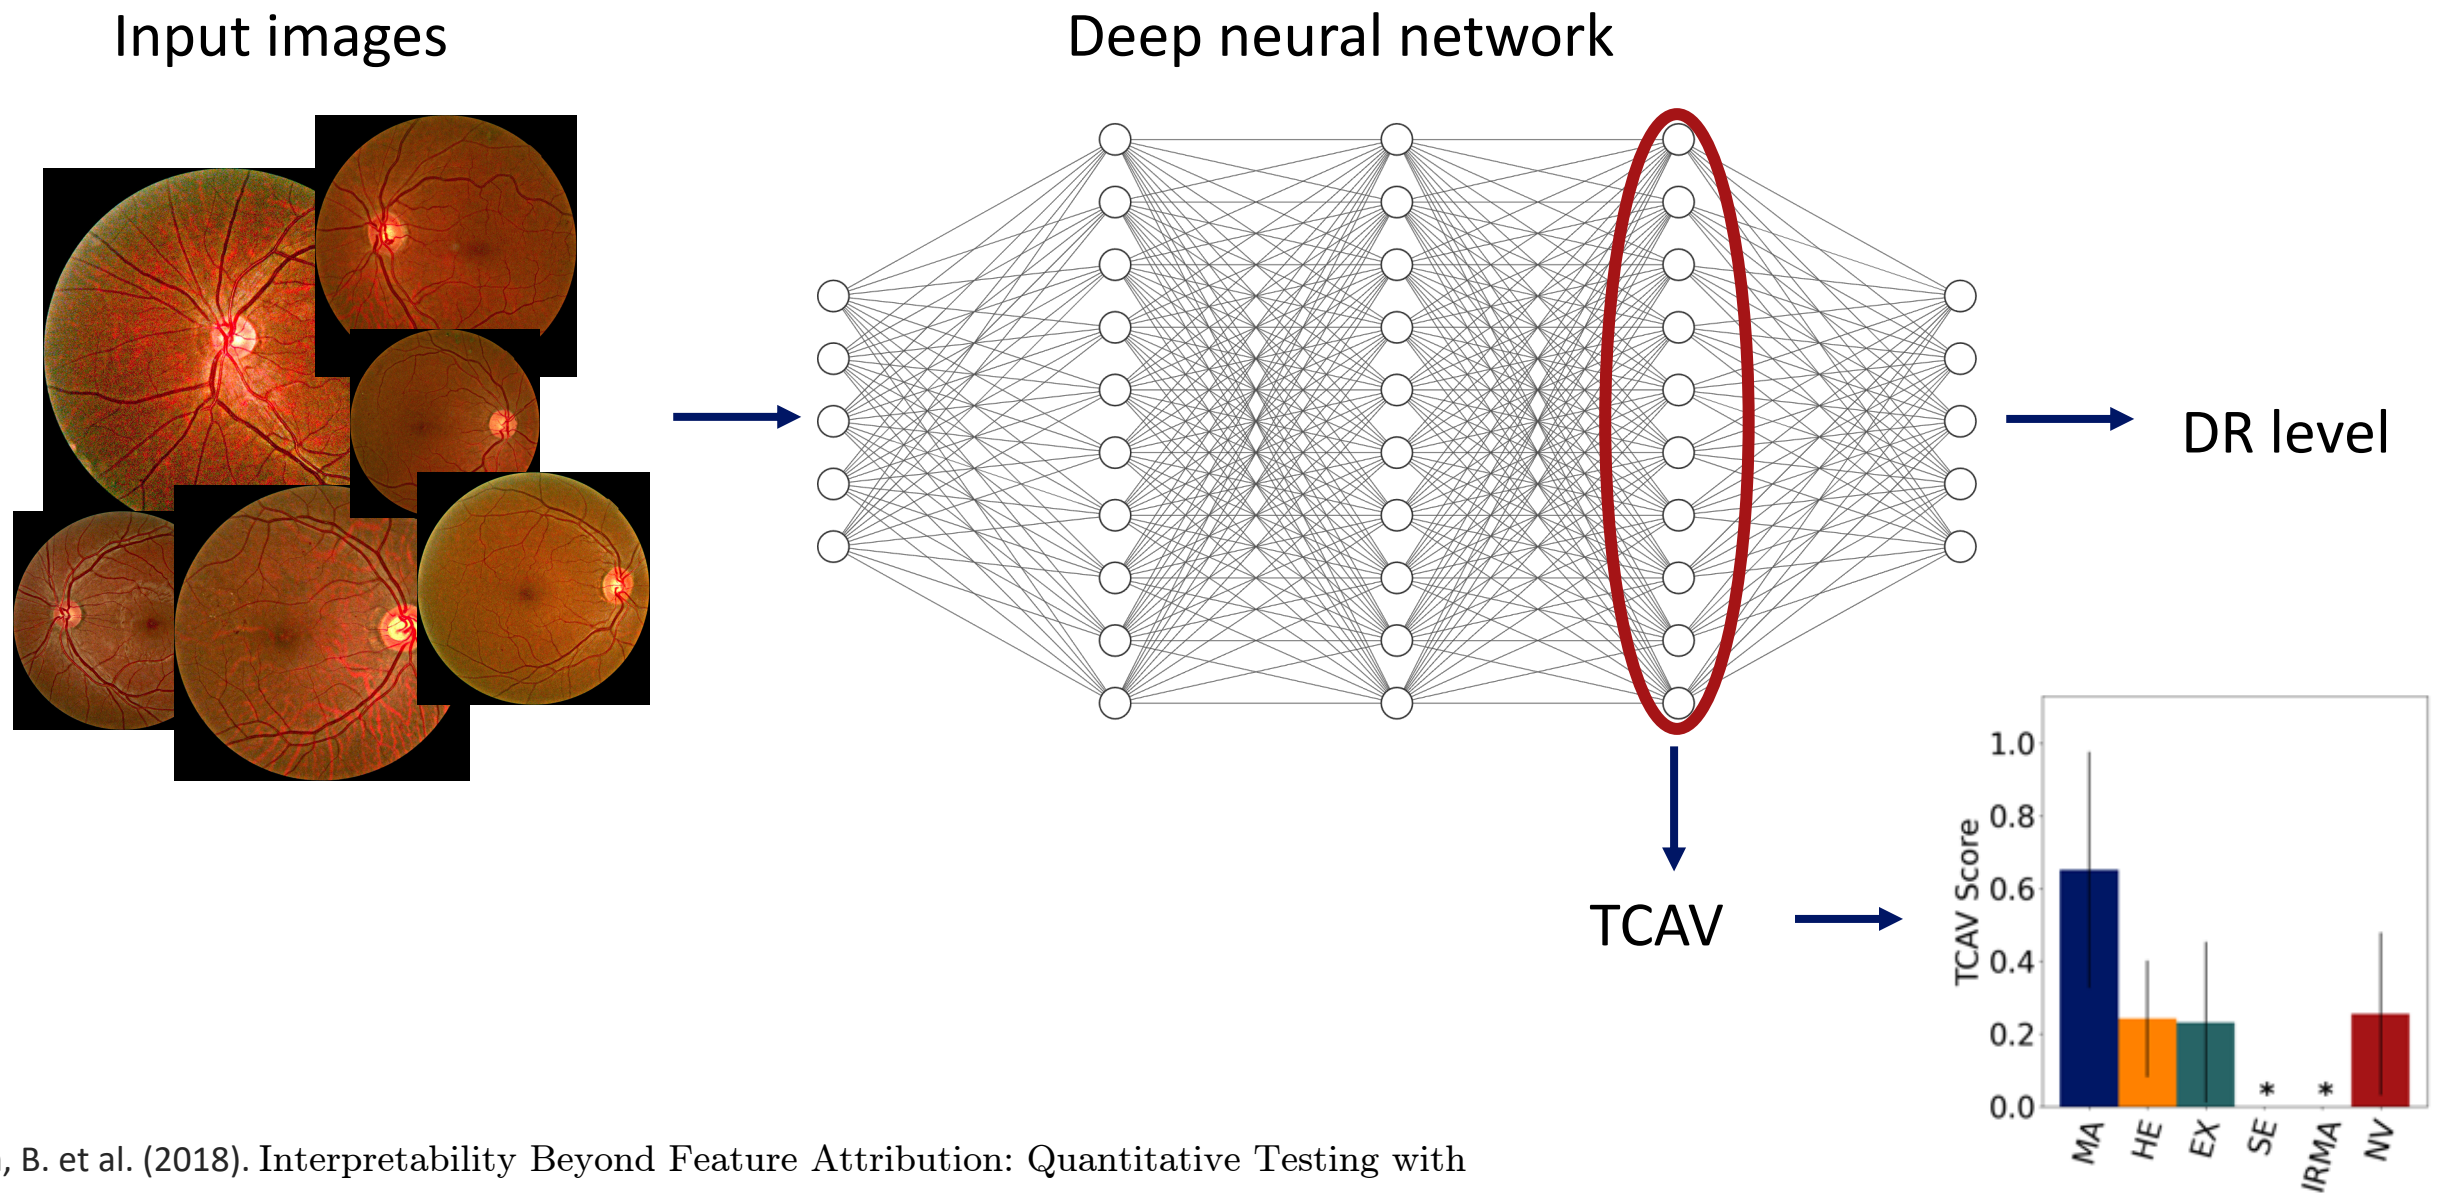 Input images
Deep neural network
DR level
TCAV
TCAV Score
1.0
0.8
0.6
0.4
0.2
0.0
* *
MA HE EX SE IRMA NV
, B. et al. (2018). Interpretability Beyond Feature Attribution: Quantitative Testing with